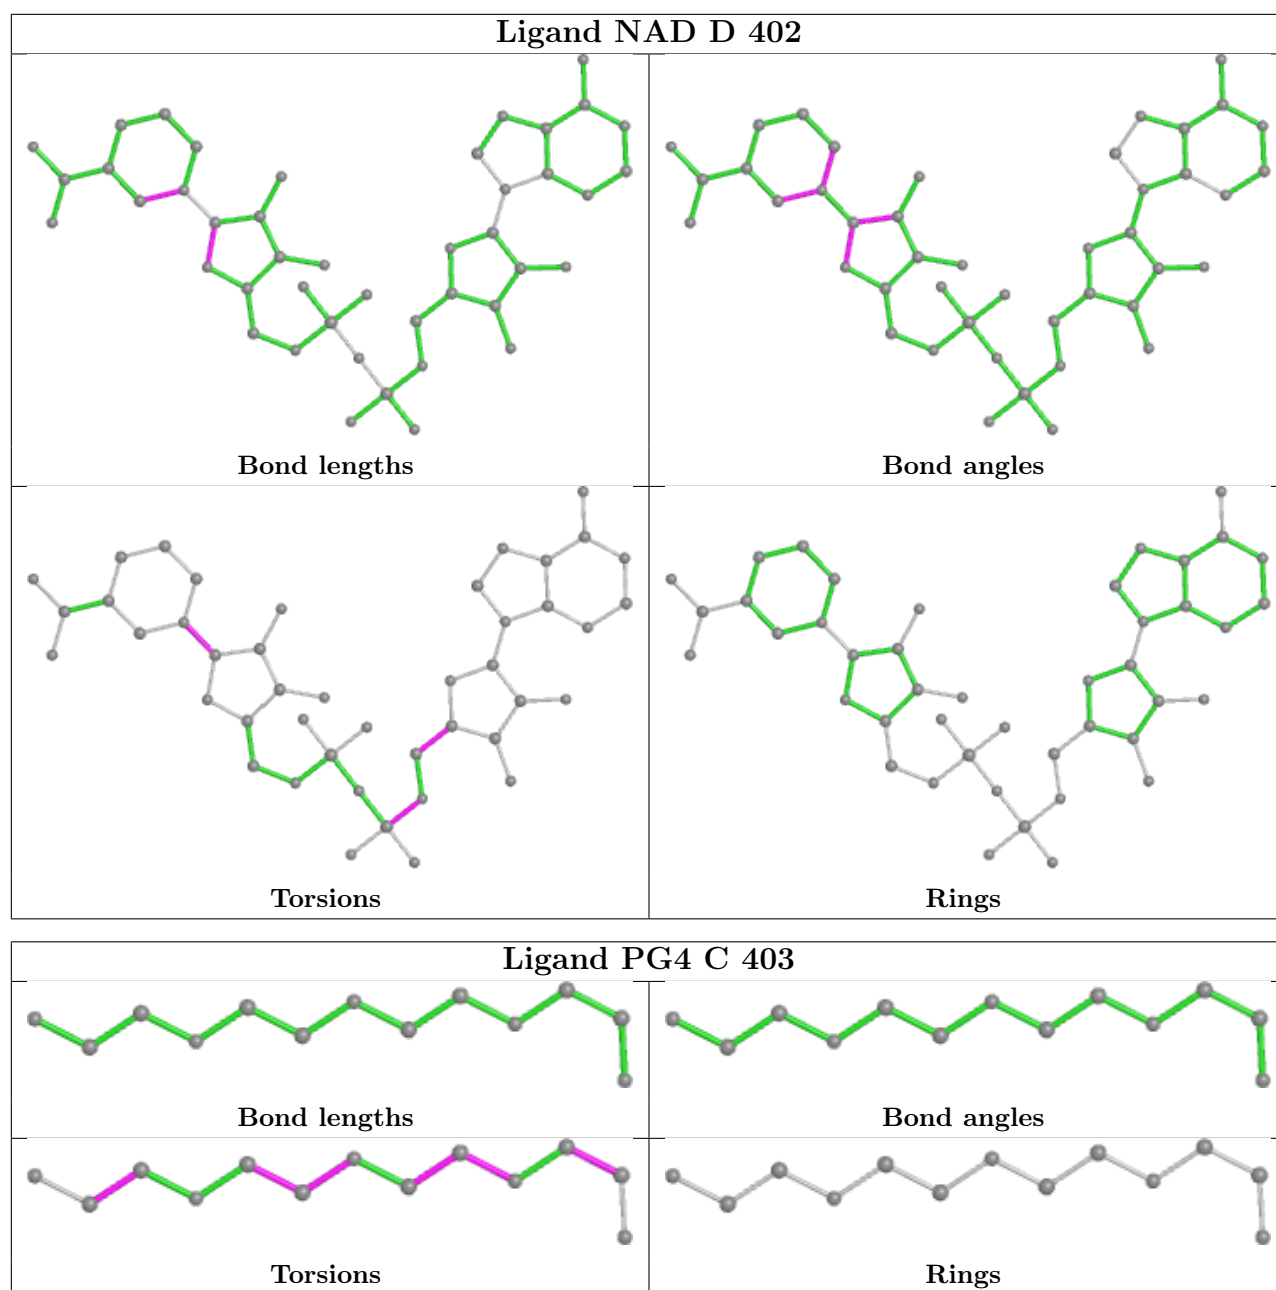 Ligand NAD D 402
Bond lengths
Bond angles
Torsions
Rings
Ligand PG4 C 403
Bond lengths
Bond angles
Torsions
Rings